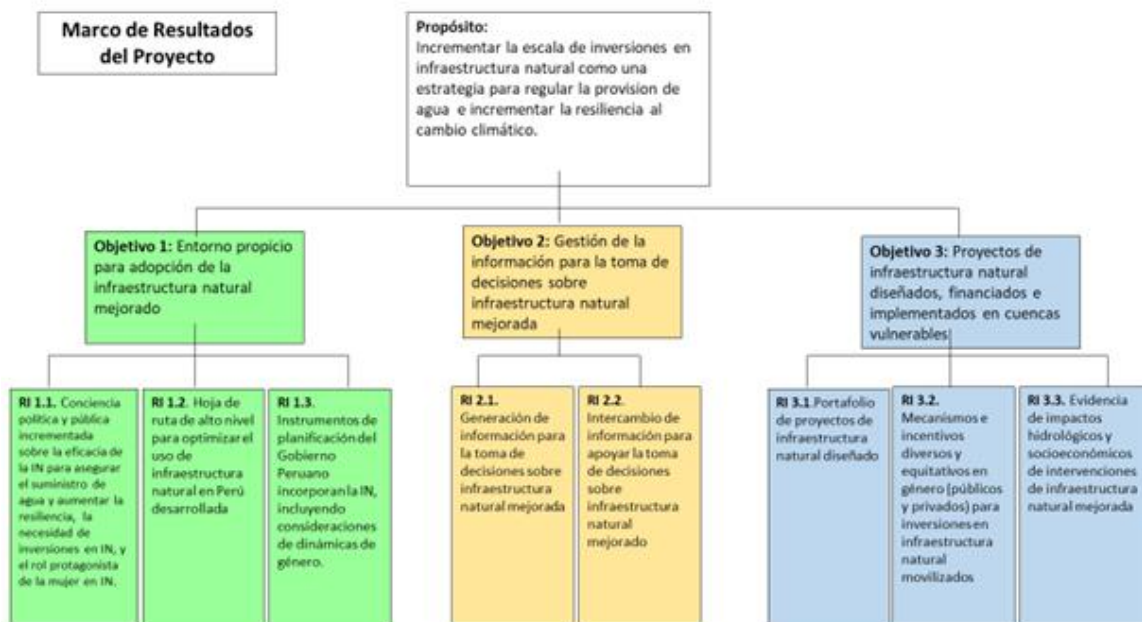 Marco de Resultados
del Proyecto
Propósito:
Incrementar la escala de inversiones en
infraestructura natural como una
estrategia para regular la provision de
agua e incrementar la resiliencia al
cambio climático.
Objetivo 1: Entorno propicio
para adopción de la
infraestructura natural
mejorado
Objetivo 2: Gestión de la
información para la toma de
decisiones sobre
infraestructura natural
mejorada
Objetivo 3: Proyectos de
infraestructura natural
diseñados, financiados e
implementados en cuencas
vulnerables
RI 1.1. Conciencia
política y pública
incrementada
sobre la eficacia de
la IN para asegurar
el suministro de
agua y aumentar la
resiliencia, la
necesidad de
inversiones en IN, y
el rol protagonista
de la mujer en IN.
RI 1.2. Hoja de
ruta de alto nivel
para optimizar el
uso de
infraestructura
natural en Perú
desarrollada
RI 1.3.
Instrumentos de
planificación del
Gobierno
Peruano
incorporan la IN,
incluyendo
consideraciones
de dinámicas de
género.
RI 2.1.
Generación de
información para
la toma de
decisiones sobre
infraestructura
natural mejorada
RI 2.2.
Intercambio de
información para
apoyar la toma
de decisiones
sobre
infraestructura
natural
mejorado
RI 3.1.Portafolio
de proyectos de
infraestructura
natural diseñado
RI 3.2.
Mecanismos e
incentivos
diversos y
equitativos en
género (públicos
y privados) para
inversiones en
infraestructura
natural
movilizados
RI 3.3. Evidencia
de impactos
hidrológicos y
socioeconómicos
de intervenciones
de infraestructura
natural mejorada